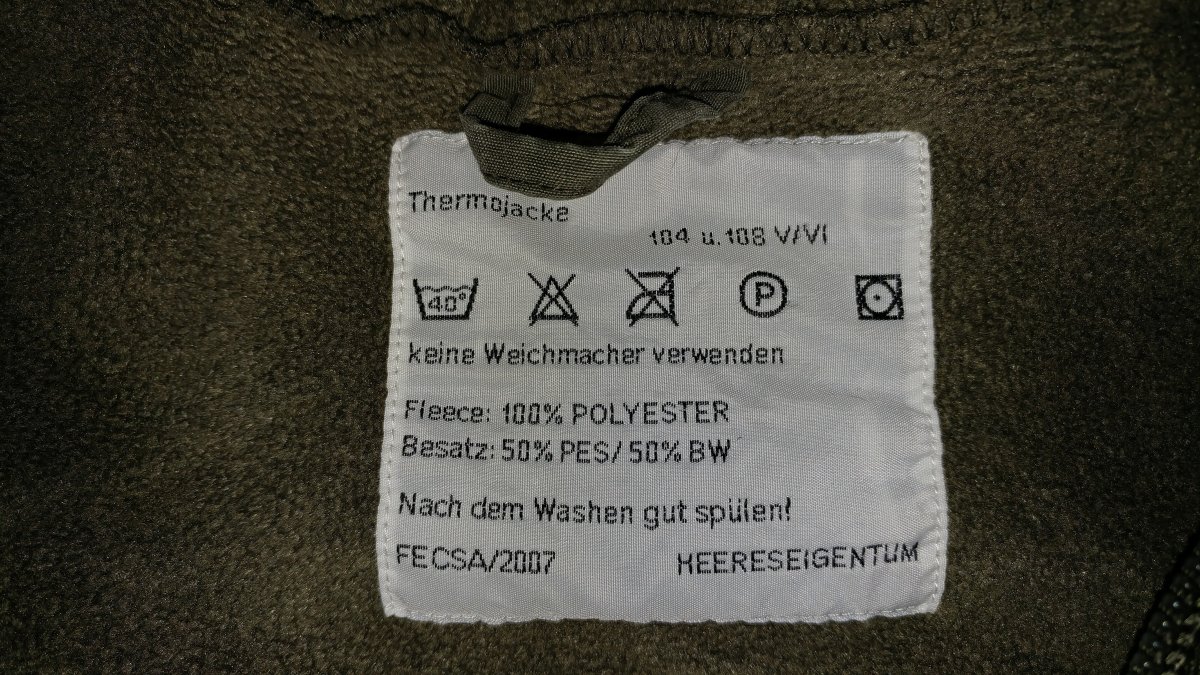 Thermojacke
104 u.108 V/VI
40°
P
keine Weichmacher verwenden
Fleece: 100% POLYESTER
Besatz: 50% PES/ 50% BW
Nach dem Washen gut spülen!
FECSA/2007 HEERESEIGENTUM